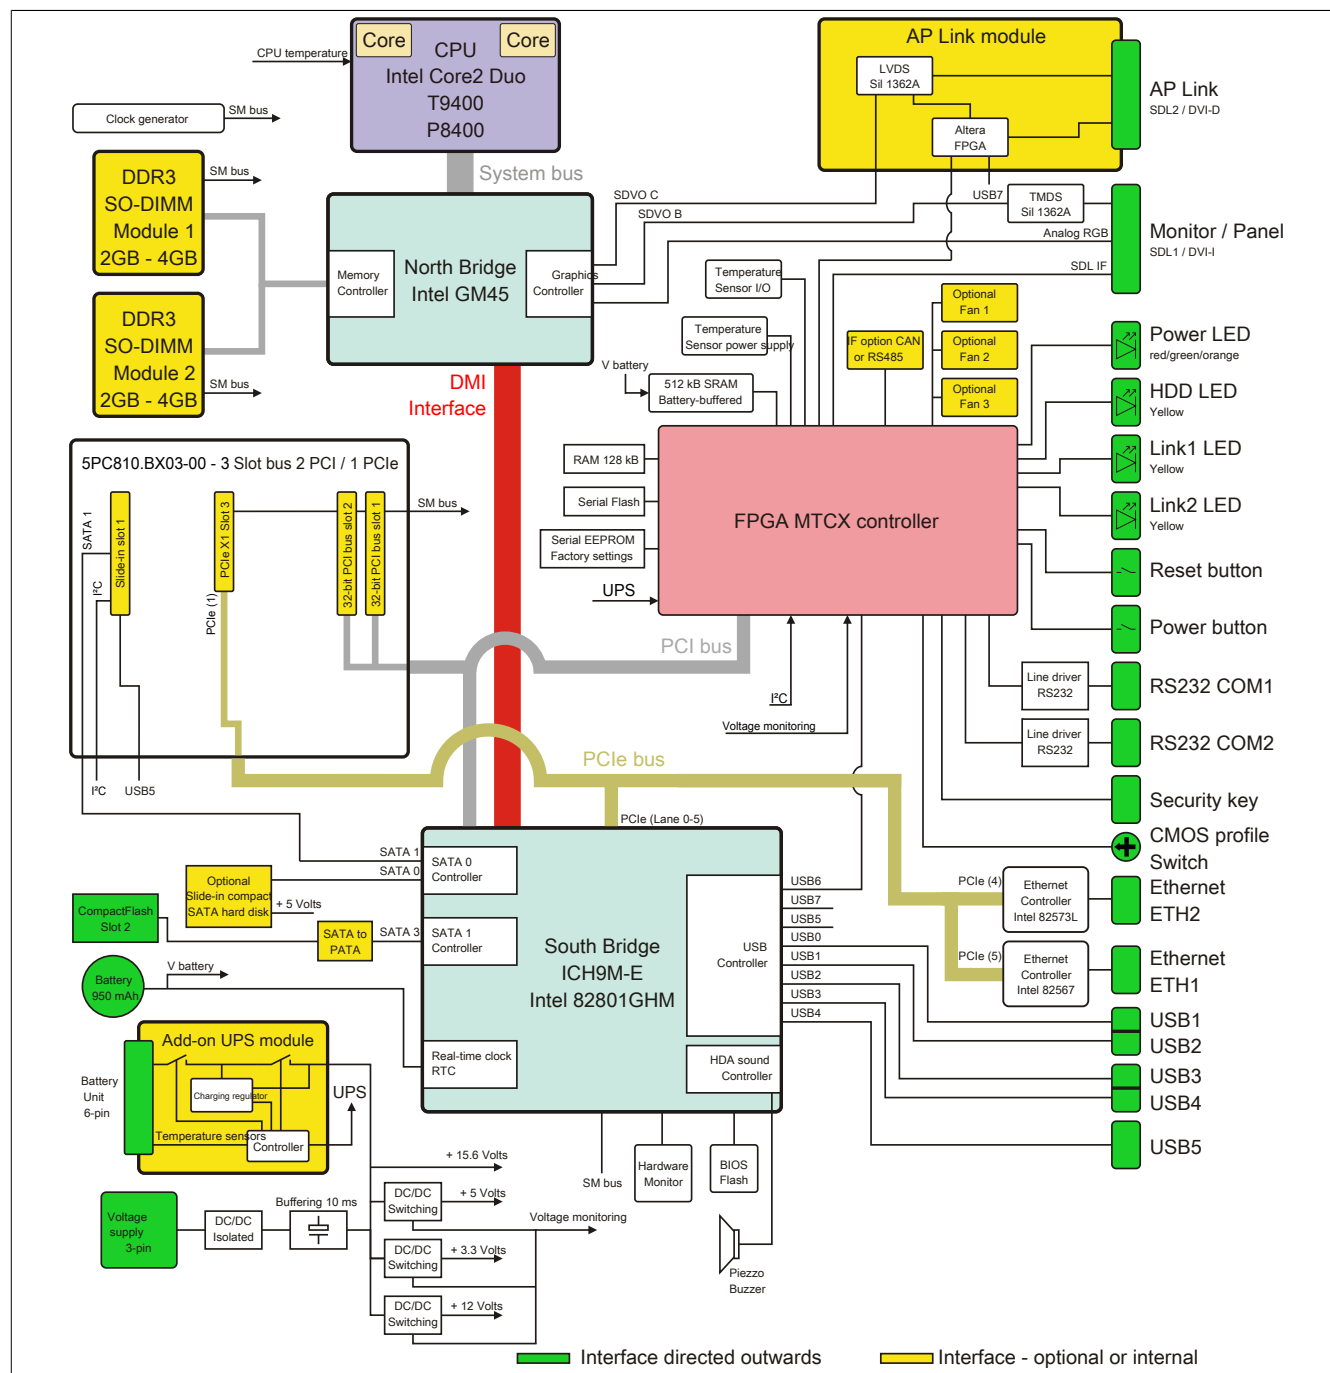 Core
Core
CPU
Intel Core2 Duo
T9400
P8400
CPU temperature
Clock generator
SM bus
DDR3
SO-DIMM
Module 1
2GB - 4GB
SM bus
DDR3
SO-DIMM
Module 2
2GB - 4GB
SM bus
System bus
Memory
Controller
North Bridge
Intel GM45
Graphics
Controller
DMI
Interface
AP Link module
LVDS
Sil 1362A
Altera
FPGA
AP Link
SDL2 / DVI-D
SDVO C
SDVO B
USB7
TMDS
Sil 1362A
Analog RGB
SDL IF
Monitor / Panel
SDL1 / DVI-I
Temperature
Sensor I/O
Temperature
Sensor power supply
V battery
512 kB SRAM
Battery-buffered
IF option CAN
or RS485
Optional
Fan 1
Optional
Fan 2
Optional
Fan 3
Power LED
red/green/orange
HDD LED
Yellow
Link1 LED
Yellow
Link2 LED
Yellow
Reset button
Power button
RAM 128 kB
Serial Flash
Serial EEPROM
Factory settings
UPS
FPGA MTCX controller
5PC810.BX03-00 - 3 Slot bus 2 PCI / 1 PCIe
SATA 1
Slide-in slot 1
I²C
PCIe X1 Slot 3
PCIe (1)
32-bit PCI bus slot 2
32-bit PCI bus slot 1
SM bus
I²C
USB5
PCI bus
I²C
Voltage monitoring
Line driver
RS232
RS232 COM1
Line driver
RS232
RS232 COM2
Security key
CMOS profile
Switch
PCIe bus
PCIe (Lane 0-5)
PCIe (4)
Ethernet
Controller
Intel 82573L
Ethernet
ETH2
PCIe (5)
Ethernet
Controller
Intel 82567
Ethernet
ETH1
SATA 1
SATA 0
SATA 0
Controller
Optional
Slide-in compact
SATA hard disk
+ 5 Volts
CompactFlash
Slot 2
SATA to
PATA
SATA 3
SATA 1
Controller
South Bridge
ICH9M-E
Intel 82801GHM
USB
Controller
USB6
USB7
USB5
USB0
USB1
USB2
USB3
USB4
USB1
USB2
USB3
USB4
USB5
V battery
Battery
950 mAh
Real-time clock
RTC
HDA sound
Controller
Add-on UPS module
Battery
Unit
6-pin
Charging regulator
Temperature sensors
Controller
UPS
SM bus
Hardware
Monitor
BIOS
Flash
Piezzo
Buzzer
+ 15.6 Volts
DC/DC
Switching
+ 5 Volts
Voltage monitoring
Voltage
supply
3-pin
DC/DC
Isolated
Buffering 10 ms
DC/DC
Switching
+ 3.3 Volts
DC/DC
Switching
+ 12 Volts
Interface directed outwards
Interface - optional or internal